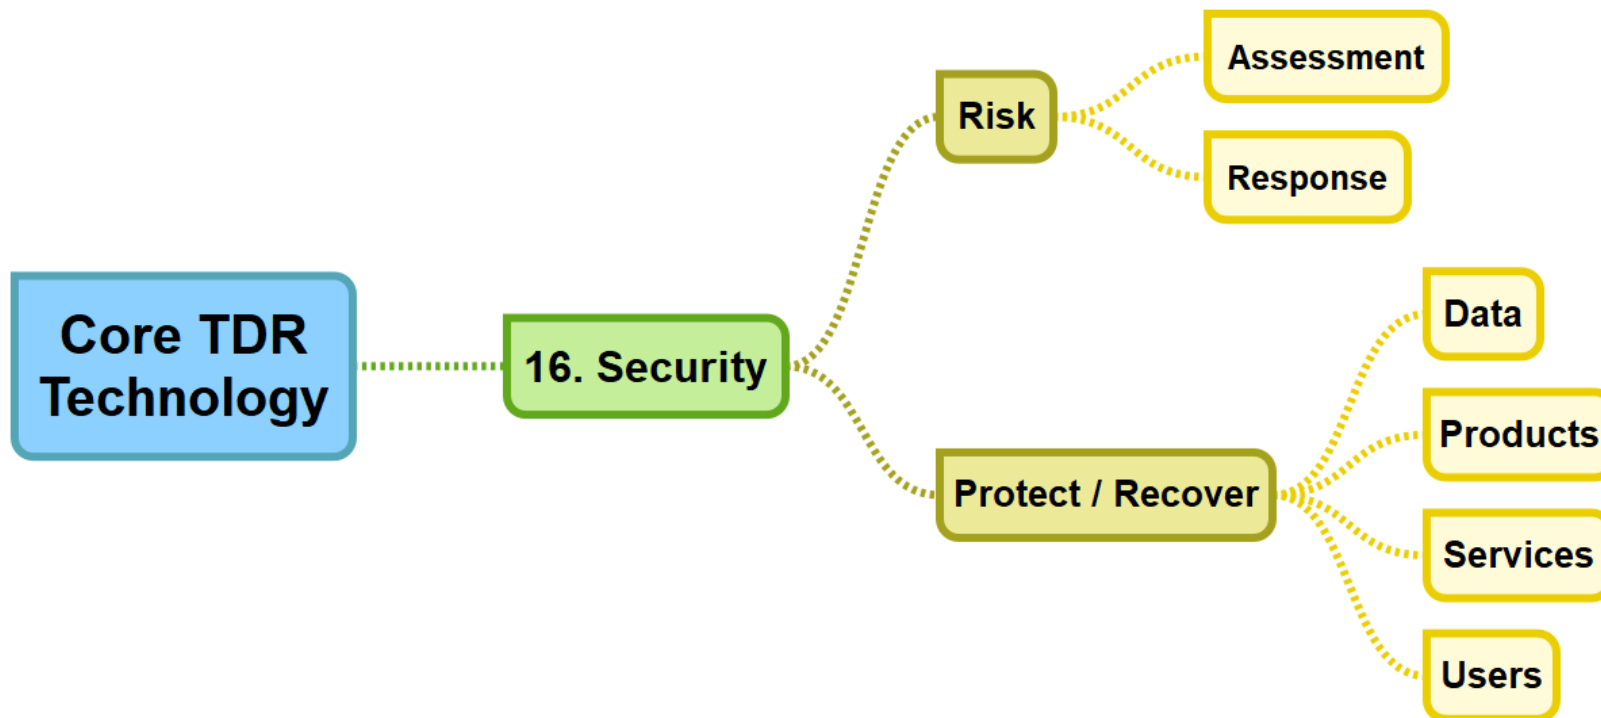 Core TDR
Technology
16. Security
Risk
Assessment
Response
Protect / Recover
Data
Products
Services
Users